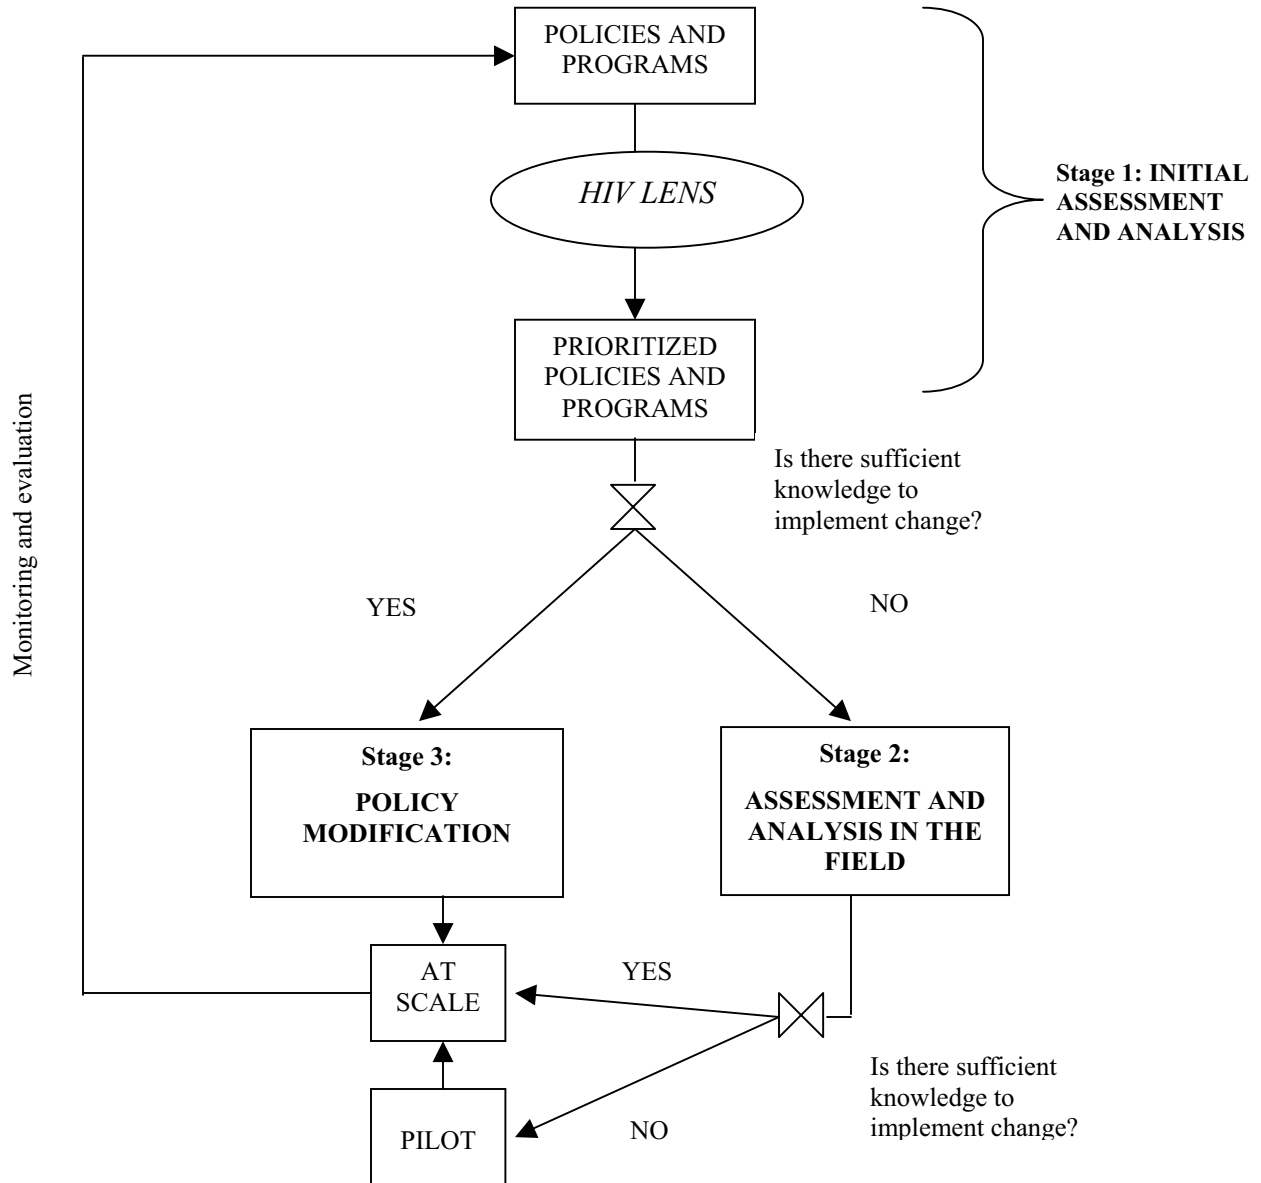 POLICIES AND
PROGRAMS
HIV LENS
Stage 1: INITIAL
ASSESSMENT
AND ANALYSIS
PRIORITIZED
POLICIES AND
PROGRAMS
Is there sufficient
knowledge to
implement change?
Monitoring and evaluation
YES
NO
Stage 3:
POLICY
MODIFICATION
Stage 2:
ASSESSMENT AND
ANALYSIS IN THE
FIELD
AT
SCALE
YES
Is there sufficient
knowledge to
implement change?
PILOT
NO